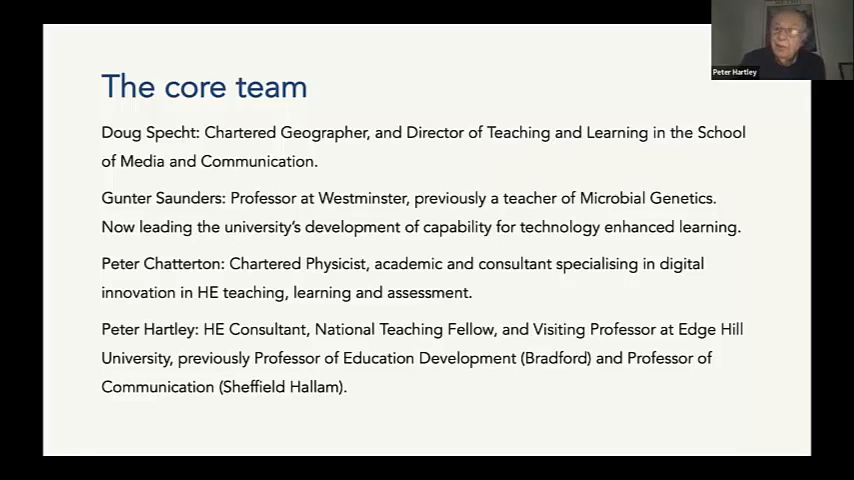 Peter Hartley
The core team
Doug Specht: Chartered Geographer, and Director of Teaching and Learning in the School
of Media and Communication.
Gunter Saunders: Professor at Westminster, previously a teacher of Microbial Genetics.
Now leading the university's development of capability for technology enhanced learning.
Peter Chatterton: Chartered Physicist, academic and consultant specialising in digital
innovation in HE teaching, learning and assessment.
Peter Hartley: HE Consultant, National Teaching Fellow, and Visiting Professor at Edge Hill
University, previously Professor of Education Development (Bradford) and Professor of
Communication (Sheffield Hallam).